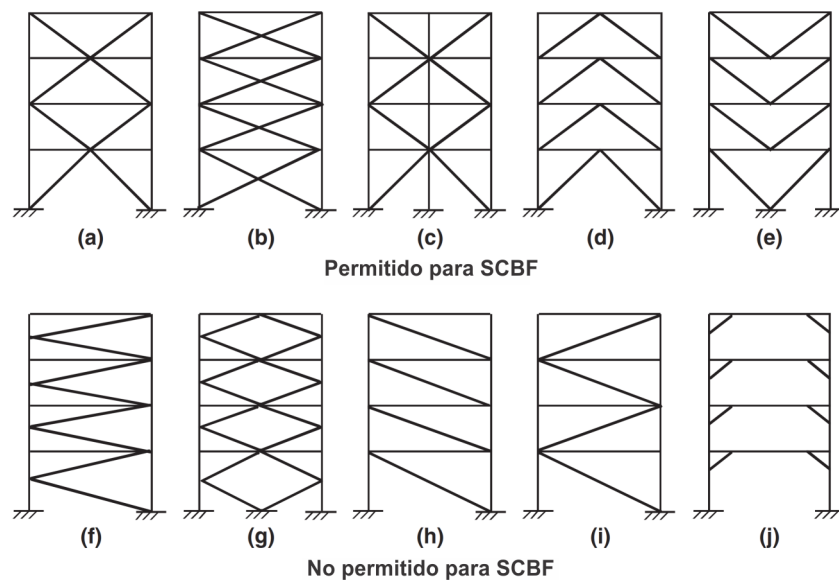 (a) (b) (c) (d) (e)
Permitido para SCBF
(f) (g) (h) (i) (j)
No permitido para SCBF